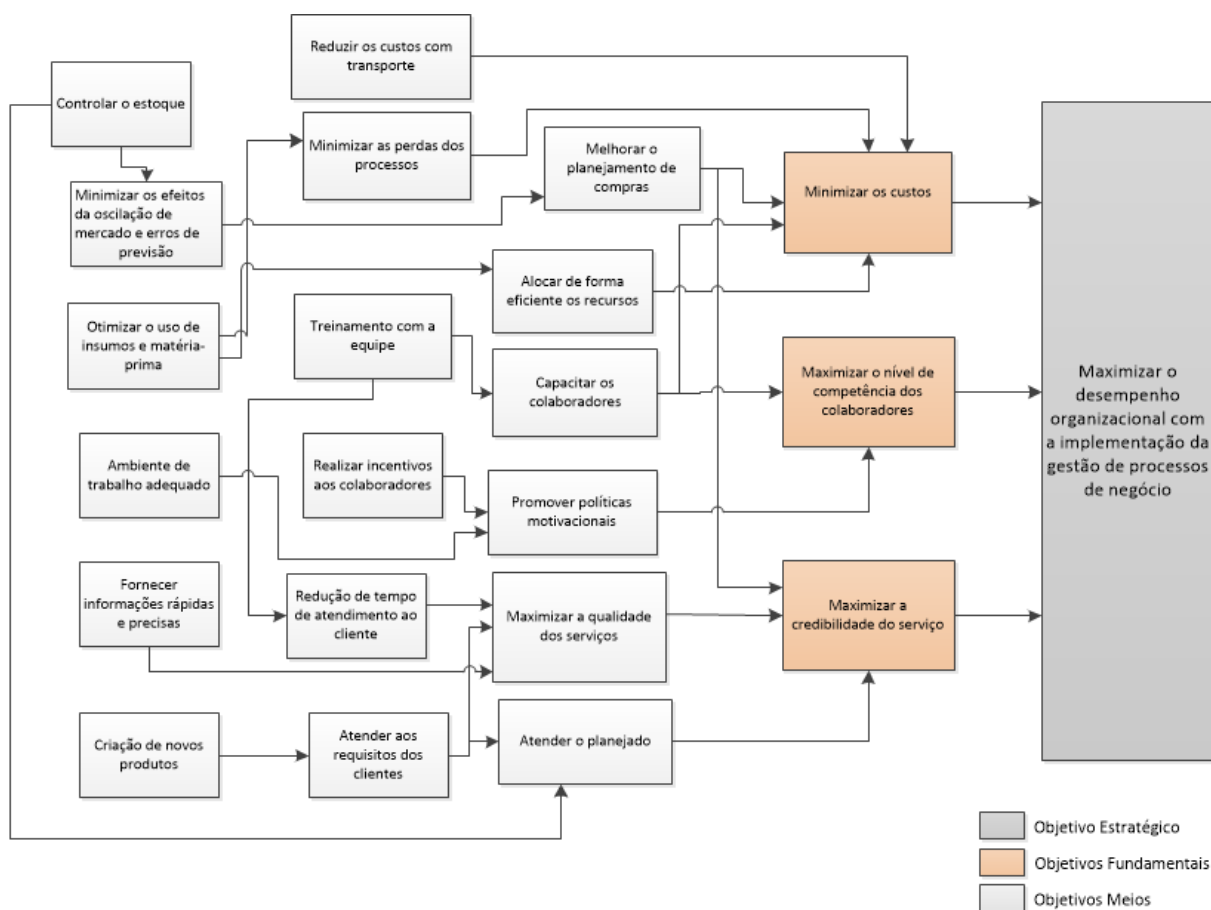 Reduzir os custos com
transporte
Controlar o estoque
Minimizar as perdas dos
processos
Melhorar o
planejamento de
compras
Minimizar os custos
Minimizar os efeitos
da oscilação de
mercado e erros de
previsão
Alocar de forma
eficiente os recursos
Otimizar o uso de
insumos e matéria-
prima
Treinamento com a
equipe
Capacitar os
colaboradores
Maximizar o nível de
competência dos
colaboradores
Maximizar o
desempenho
organizacional com
a implementação da
gestão de processos
de negócio
Ambiente de
trabalho adequado
Realizar incentivos
aos colaboradores
Promover políticas
motivacionais
Fornecer
informações rápidas
e precisas
Redução de tempo
de atendimento ao
cliente
Maximizar a qualidade
dos serviços
Maximizar a
credibilidade do serviço
Criação de novos
produtos
Atender aos
requisitos dos
clientes
Atender o planejado
Objetivo Estratégico
Objetivos Fundamentais
Objetivos Meios